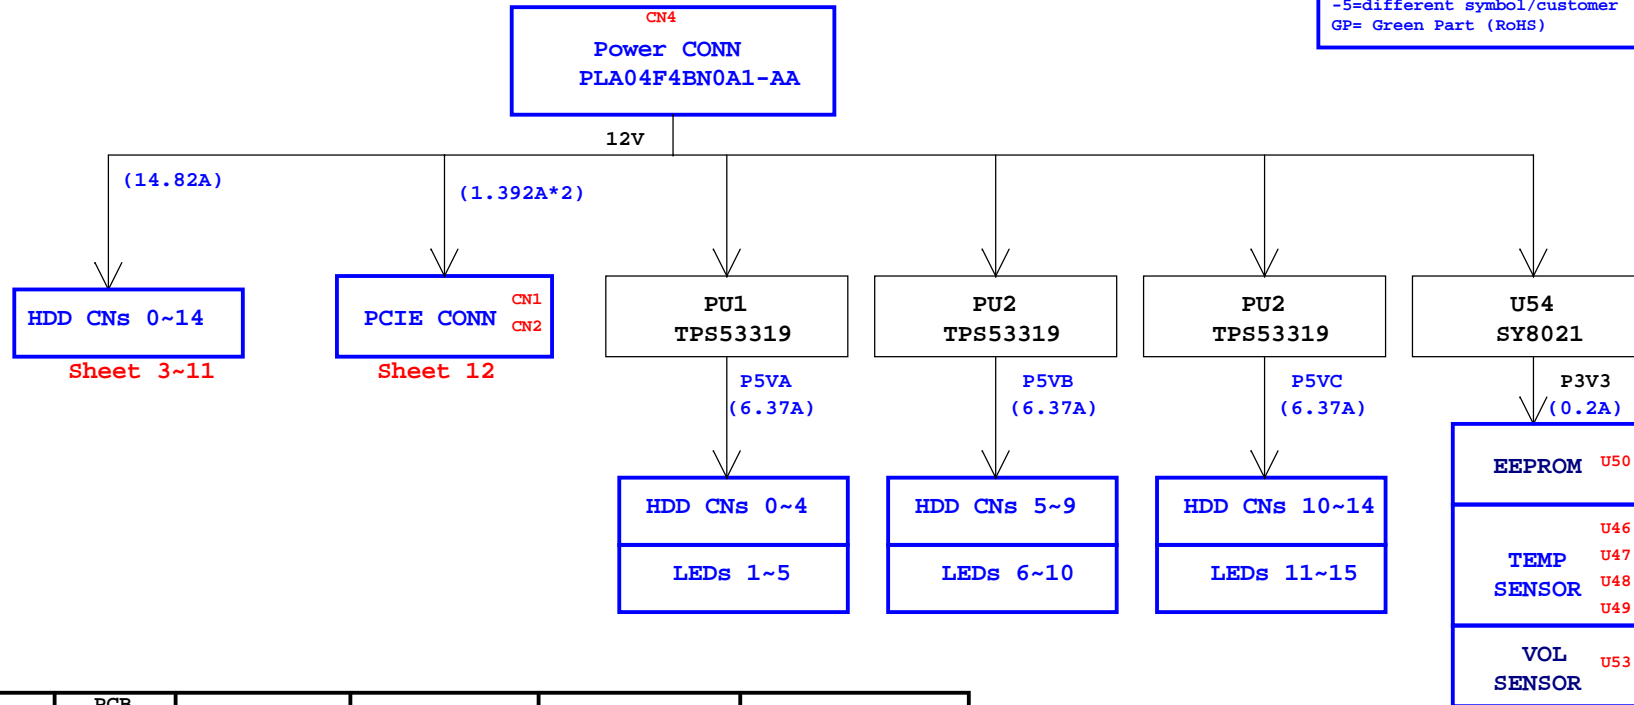 -5=different symbol/customer
GP= Green Part (RoHS)
CN4
Power CONN
PLA04F4BN0A1-AA
12V
(14.82A)
(1.392A*2)
HDD CNs 0~14
Sheet 3~11
PCIE CONN
CN1
CN2
Sheet 12
PU1
TPS53319
PU2
TPS53319
PU2
TPS53319
U54
SY8021
P5VA
(6.37A)
P5VB
(6.37A)
P5VC
(6.37A)
P3V3
(0.2A)
HDD CNs 0~4
LEDs 1~5
HDD CNs 5~9
LEDs 6~10
HDD CNs 10~14
LEDs 11~15
EEPROM U50
TEMP
SENSOR
U46
U47
U48
U49
VOL
SENSOR
U53
PCB